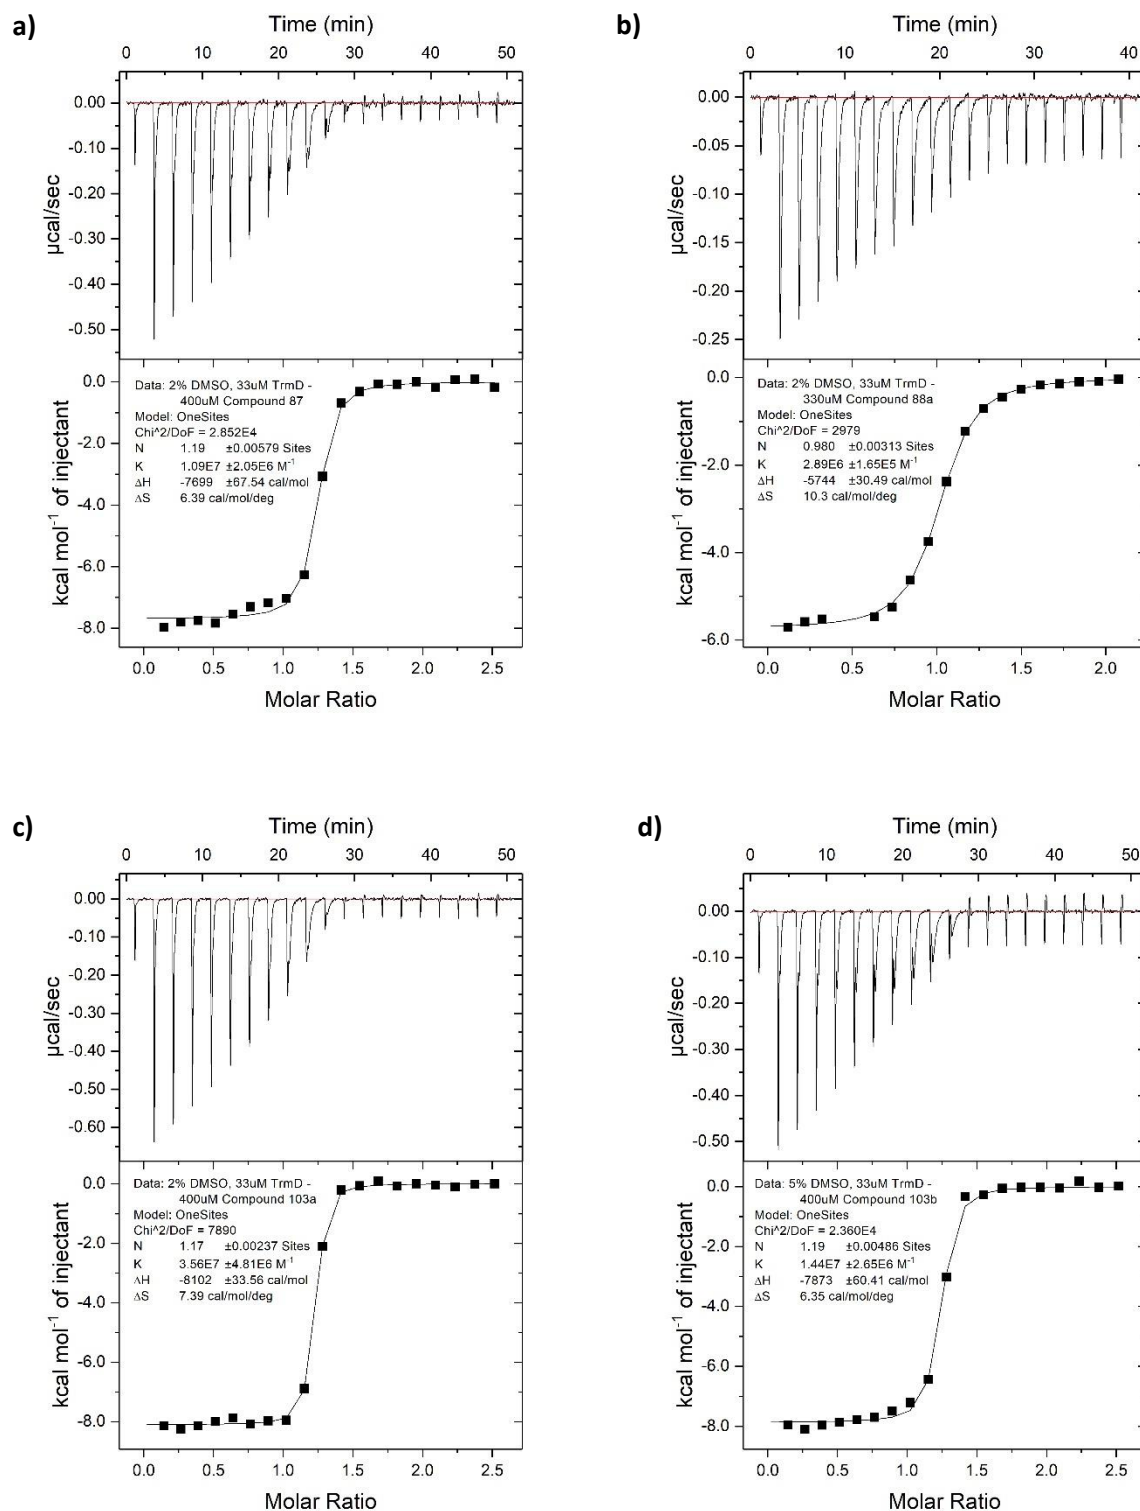 a)
Time (min)
0 10 20 30 40 50
0.00
-0.10
-0.20
-0.30
-0.40
-0.50
µcal/sec
0.0
-2.0
-4.0
-6.0
-8.0
kcal mol⁻¹ of injectant
Data: 2% DMSO, 33uM TrmD -
400uM Compound 87
Model: OneSites
Chi^2/DoF = 2.852E4
N 1.19 ±0.00579 Sites
K 1.09E7 ±2.05E6 M⁻¹
ΔH -7699 ±67.54 cal/mol
ΔS 6.39 cal/mol/deg
0.0 0.5 1.0 1.5 2.0 2.5
Molar Ratio
b)
Time (min)
0 10 20 30 40
0.00
-0.05
-0.10
-0.15
-0.20
-0.25
µcal/sec
0.0
-2.0
-4.0
-6.0
kcal mol⁻¹ of injectant
Data: 2% DMSO, 33uM TrmD -
330uM Compound 88a
Model: OneSites
Chi^2/DoF = 2979
N 0.980 ±0.00313 Sites
K 2.89E6 ±1.65E5 M⁻¹
ΔH -5744 ±30.49 cal/mol
ΔS 10.3 cal/mol/deg
0.0 0.5 1.0 1.5 2.0
Molar Ratio
c)
Time (min)
0 10 20 30 40 50
0.00
-0.10
-0.20
-0.30
-0.40
-0.50
-0.60
µcal/sec
0.0
-2.0
-4.0
-6.0
-8.0
kcal mol⁻¹ of injectant
Data: 2% DMSO, 33uM TrmD -
400uM Compound 103a
Model: OneSites
Chi^2/DoF = 7890
N 1.17 ±0.00237 Sites
K 3.56E7 ±4.81E6 M⁻¹
ΔH -8102 ±33.56 cal/mol
ΔS 7.39 cal/mol/deg
0.0 0.5 1.0 1.5 2.0 2.5
Molar Ratio
d)
Time (min)
0 10 20 30 40 50
0.00
-0.10
-0.20
-0.30
-0.40
-0.50
µcal/sec
0.0
-2.0
-4.0
-6.0
-8.0
kcal mol⁻¹ of injectant
Data: 5% DMSO, 33uM TrmD -
400uM Compound 103b
Model: OneSites
Chi^2/DoF = 2.360E4
N 1.19 ±0.00486 Sites
K 1.44E7 ±2.65E6 M⁻¹
ΔH -7873 ±60.41 cal/mol
ΔS 6.35 cal/mol/deg
0.0 0.5 1.0 1.5 2.0 2.5
Molar Ratio